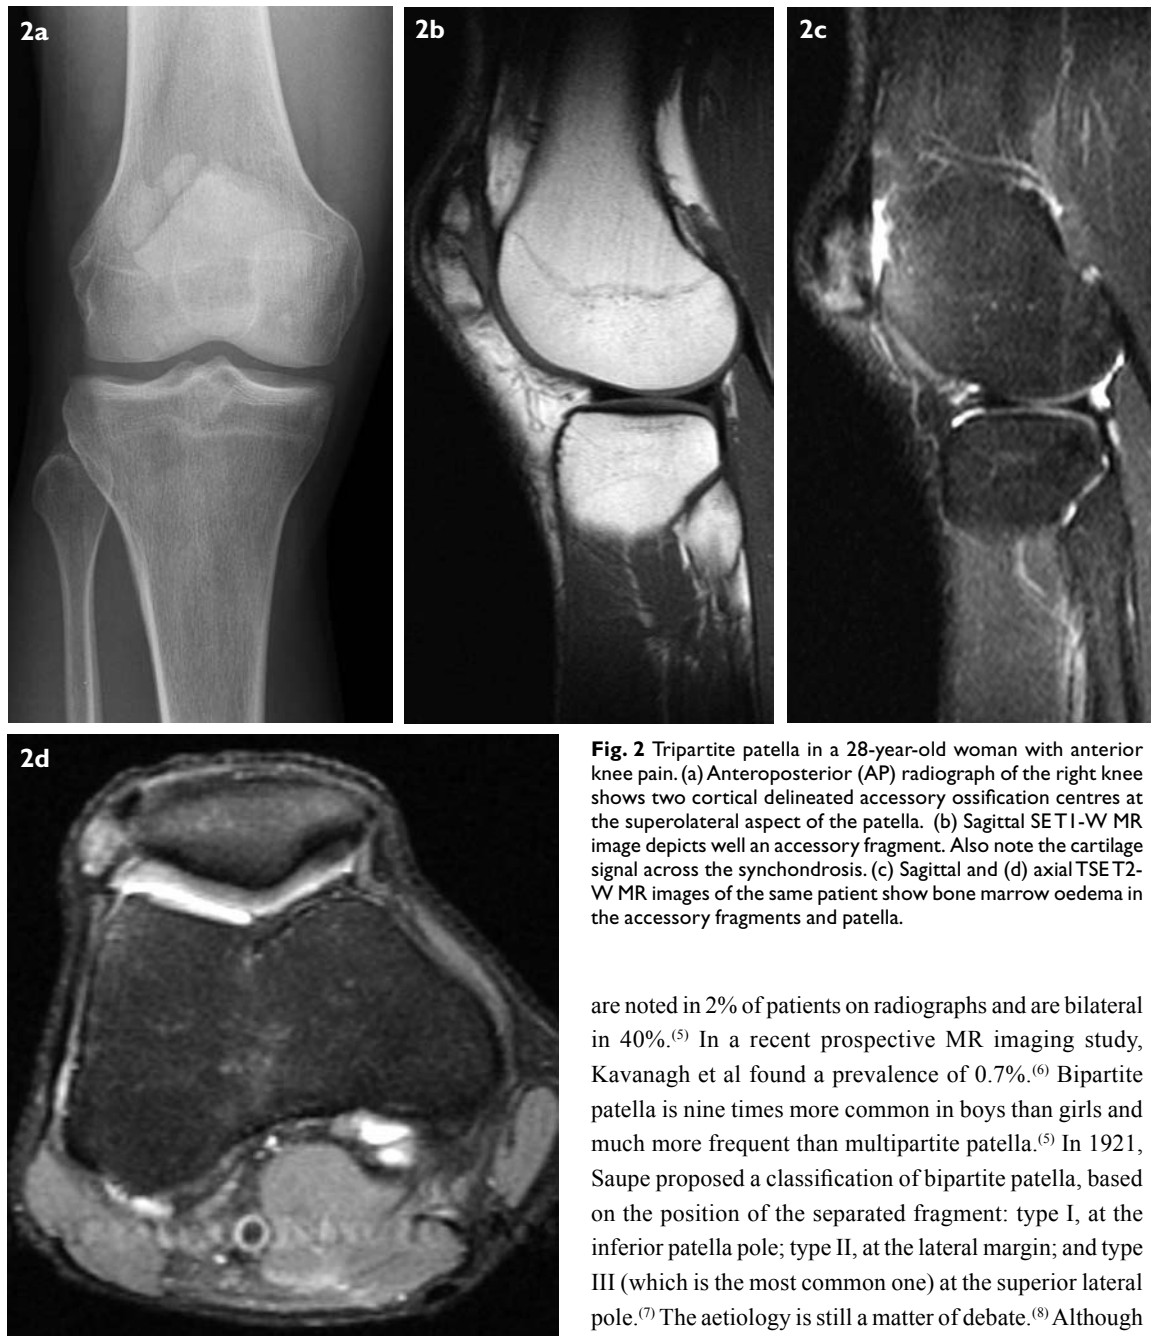 2a
2b
2c
2d
Fig. 2 Tripartite patella in a 28-year-old woman with anterior
knee pain. (a) Anteroposterior (AP) radiograph of the right knee
shows two cortical delineated accessory ossification centres at
the superolateral aspect of the patella. (b) Sagittal SE T1-W MR
image depicts well an accessory fragment. Also note the cartilage
signal across the synchondrosis. (c) Sagittal and (d) axial TSE T2-
W MR images of the same patient show bone marrow oedema in
the accessory fragments and patella.
are noted in 2% of patients on radiographs and are bilateral
in 40%.(5) In a recent prospective MR imaging study,
Kavanagh et al found a prevalence of 0.7%.(6) Bipartite
patella is nine times more common in boys than girls and
much more frequent than multipartite patella.(5) In 1921,
Saupe proposed a classification of bipartite patella, based
on the position of the separated fragment: type I, at the
inferior patella pole; type II, at the lateral margin; and type
III (which is the most common one) at the superior lateral
pole.(7) The aetiology is still a matter of debate.(8) Although